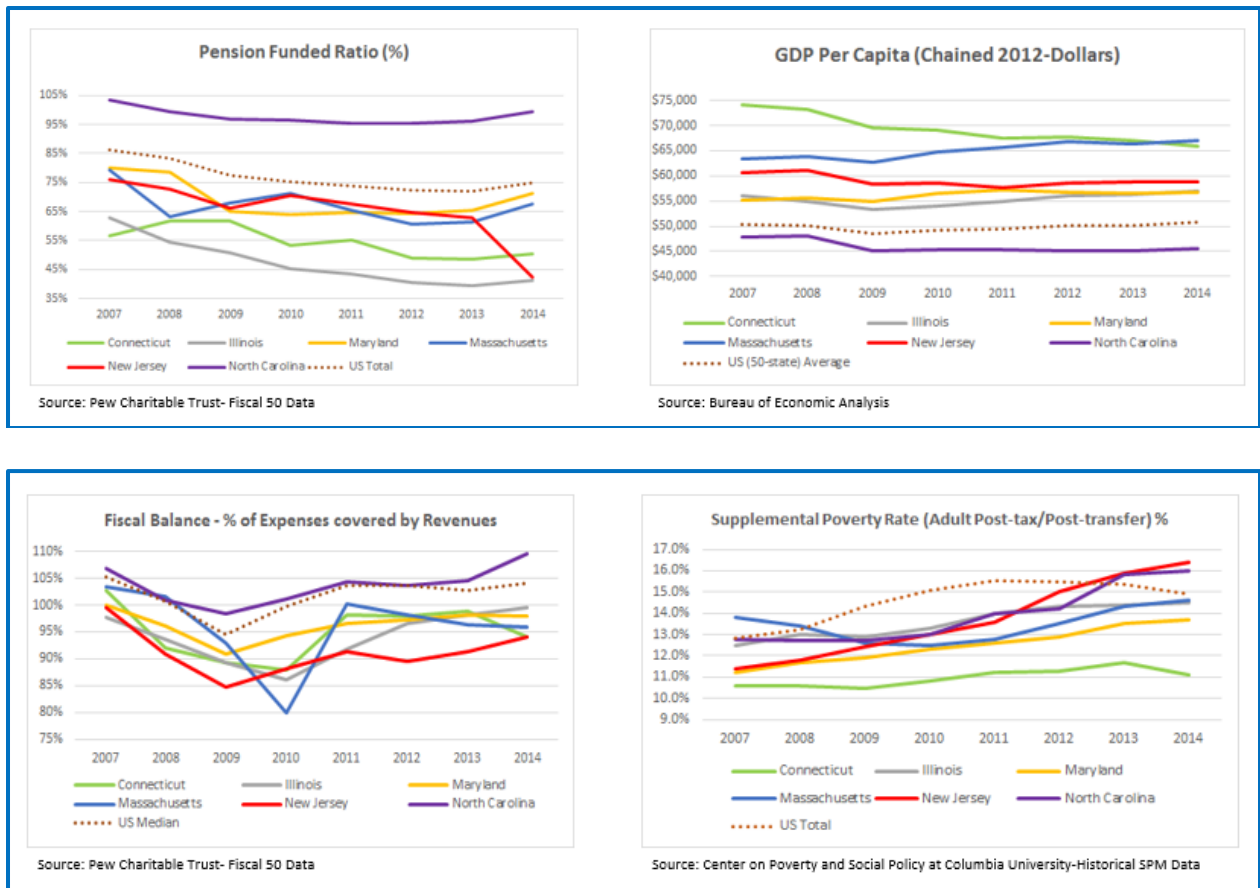 Pension Funded Ratio (%)
105%
95%
85%
75%
65%
55%
45%
35%
2007 2008 2009 2010 2011 2012 2013 2014
Connecticut Illinois Maryland Massachusetts
New Jersey North Carolina US Total
Source: Pew Charitable Trust- Fiscal 50 Data
GDP Per Capita (Chained 2012-Dollars)
$75,000
$70,000
$65,000
$60,000
$55,000
$50,000
$45,000
$40,000
2007 2008 2009 2010 2011 2012 2013 2014
Connecticut Illinois Maryland
Massachusetts New Jersey North Carolina
US (50-state) Average
Source: Bureau of Economic Analysis
Fiscal Balance - % of Expenses covered by Revenues
110%
105%
100%
95%
90%
85%
80%
75%
2007 2008 2009 2010 2011 2012 2013 2014
Connecticut Illinois Maryland
Massachusetts New Jersey North Carolina
US Median
Source: Pew Charitable Trust- Fiscal 50 Data
Supplemental Poverty Rate (Adult Post-tax/Post-transfer) %
17.0%
16.0%
15.0%
14.0%
13.0%
12.0%
11.0%
10.0%
9.0%
2007 2008 2009 2010 2011 2012 2013 2014
Connecticut Illinois Maryland
Massachusetts New Jersey North Carolina
US Total
Source: Center on Poverty and Social Policy at Columbia University-Historical SPM Data